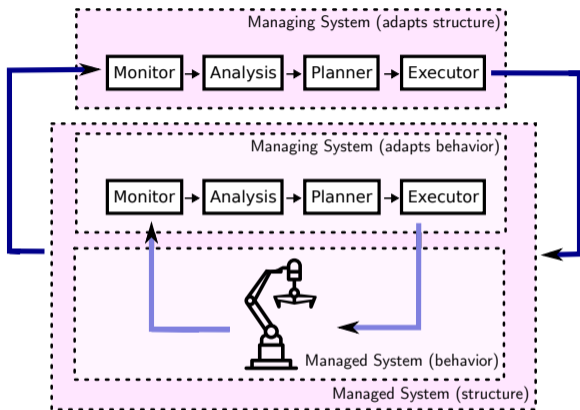 Managing System (adapts structure)
Monitor Analysis Planner Executor
Managing System (adapts behavior)
Monitor Analysis Planner Executor
Managed System (behavior)
Managed System (structure)